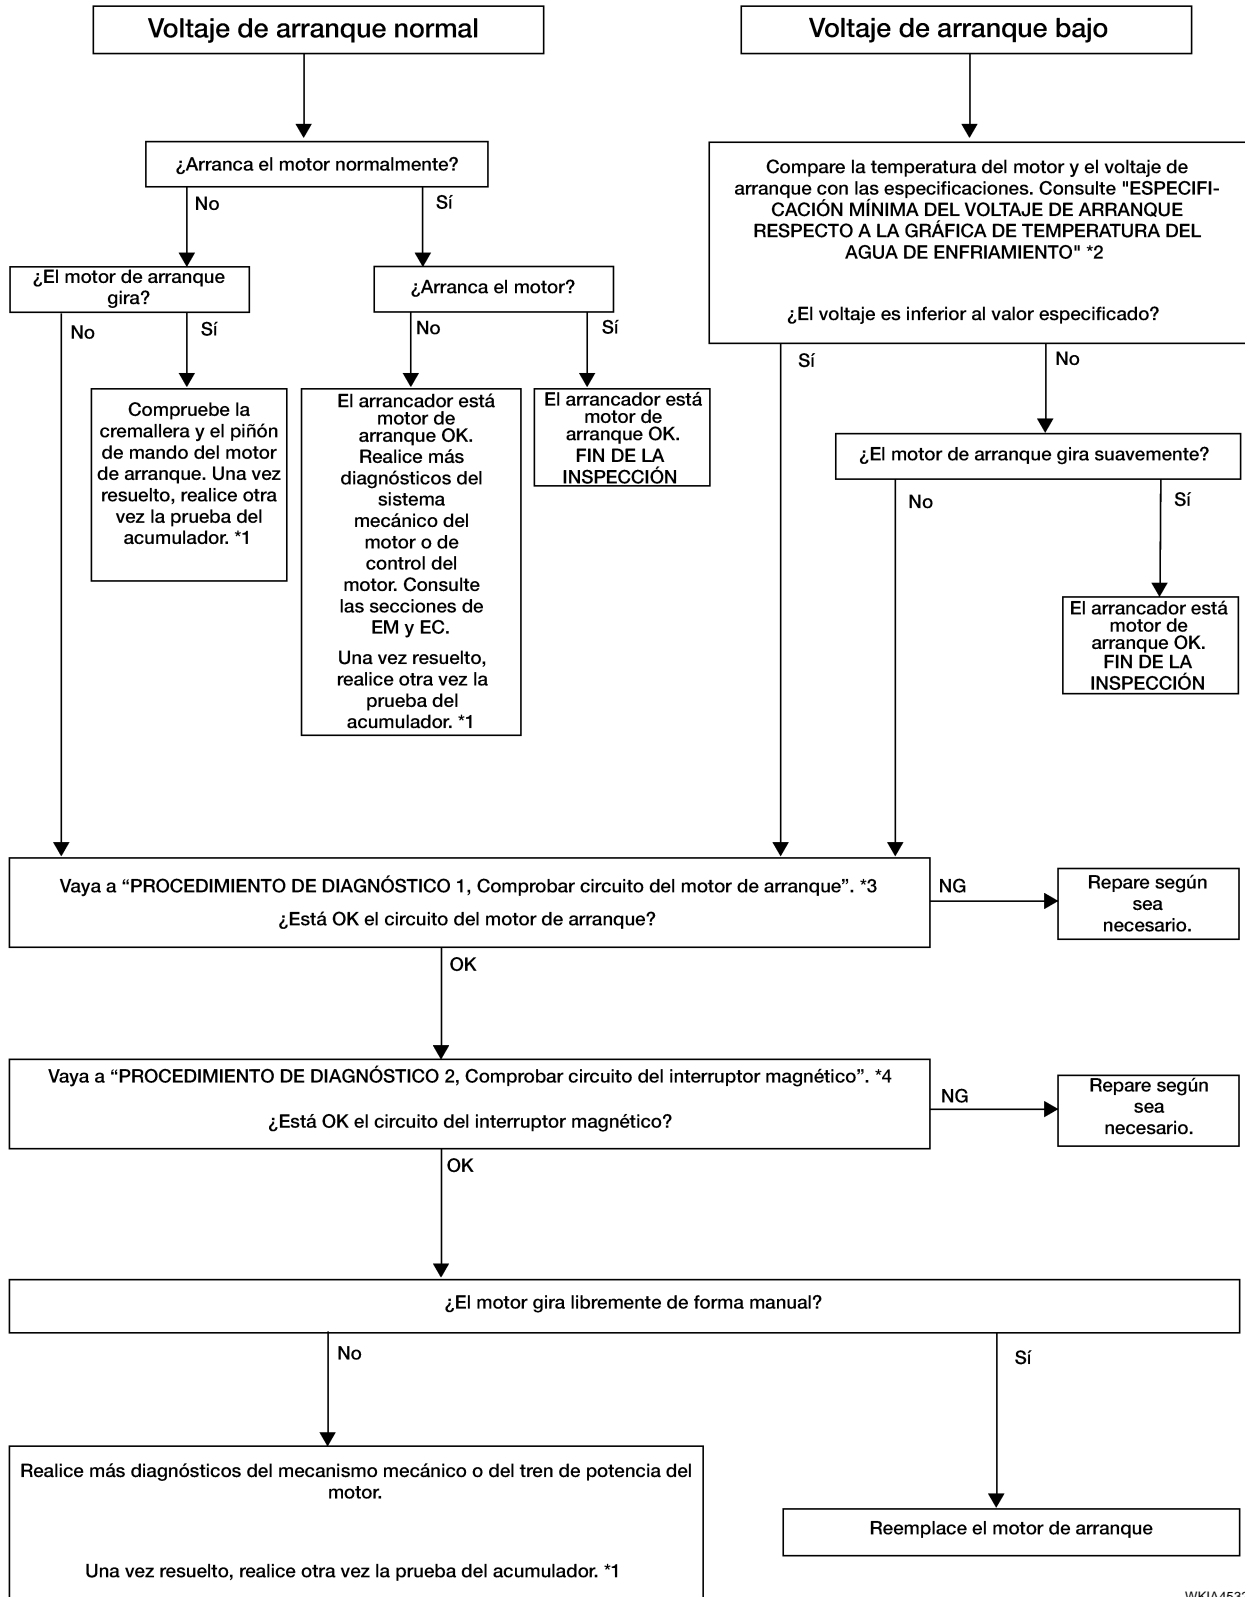 Voltaje de arranque normal
Voltaje de arranque bajo
¿Arranca el motor normalmente?
No
Sí
¿El motor de arranque
gira?
No
Sí
¿Arranca el motor?
No
Sí
Compruebe la
cremallera y el piñón
de mando del motor
de arranque. Una vez
resuelto, realice otra
vez la prueba del
acumulador. *1
El arrancador está
motor de
arranque OK.
Realice más
diagnósticos del
sistema
mecánico del
motor o de
control del
motor. Consulte
las secciones de
EM y EC.
Una vez resuelto,
realice otra vez la
prueba del
acumulador. *1
El arrancador está
motor de
arranque OK.
FIN DE LA
INSPECCIÓN
Compare la temperatura del motor y el voltaje de
arranque con las especificaciones. Consulte "ESPECIFI-
CACIÓN MÍNIMA DEL VOLTAJE DE ARRANQUE
RESPECTO A LA GRÁFICA DE TEMPERATURA DEL
AGUA DE ENFRIAMIENTO" *2
¿El voltaje es inferior al valor especificado?
Sí
No
¿El motor de arranque gira suavemente?
No
Sí
El arrancador está
motor de
arranque OK.
FIN DE LA
INSPECCIÓN
Vaya a “PROCEDIMIENTO DE DIAGNÓSTICO 1, Comprobar circuito del motor de arranque”. *3
¿Está OK el circuito del motor de arranque?
NG
Repare según
sea
necesario.
OK
Vaya a “PROCEDIMIENTO DE DIAGNÓSTICO 2, Comprobar circuito del interruptor magnético”. *4
¿Está OK el circuito del interruptor magnético?
NG
Repare según
sea
necesario.
OK
¿El motor gira libremente de forma manual?
No
Sí
Realice más diagnósticos del mecanismo mecánico o del tren de potencia del
motor.
Una vez resuelto, realice otra vez la prueba del acumulador. *1
Reemplace el motor de arranque